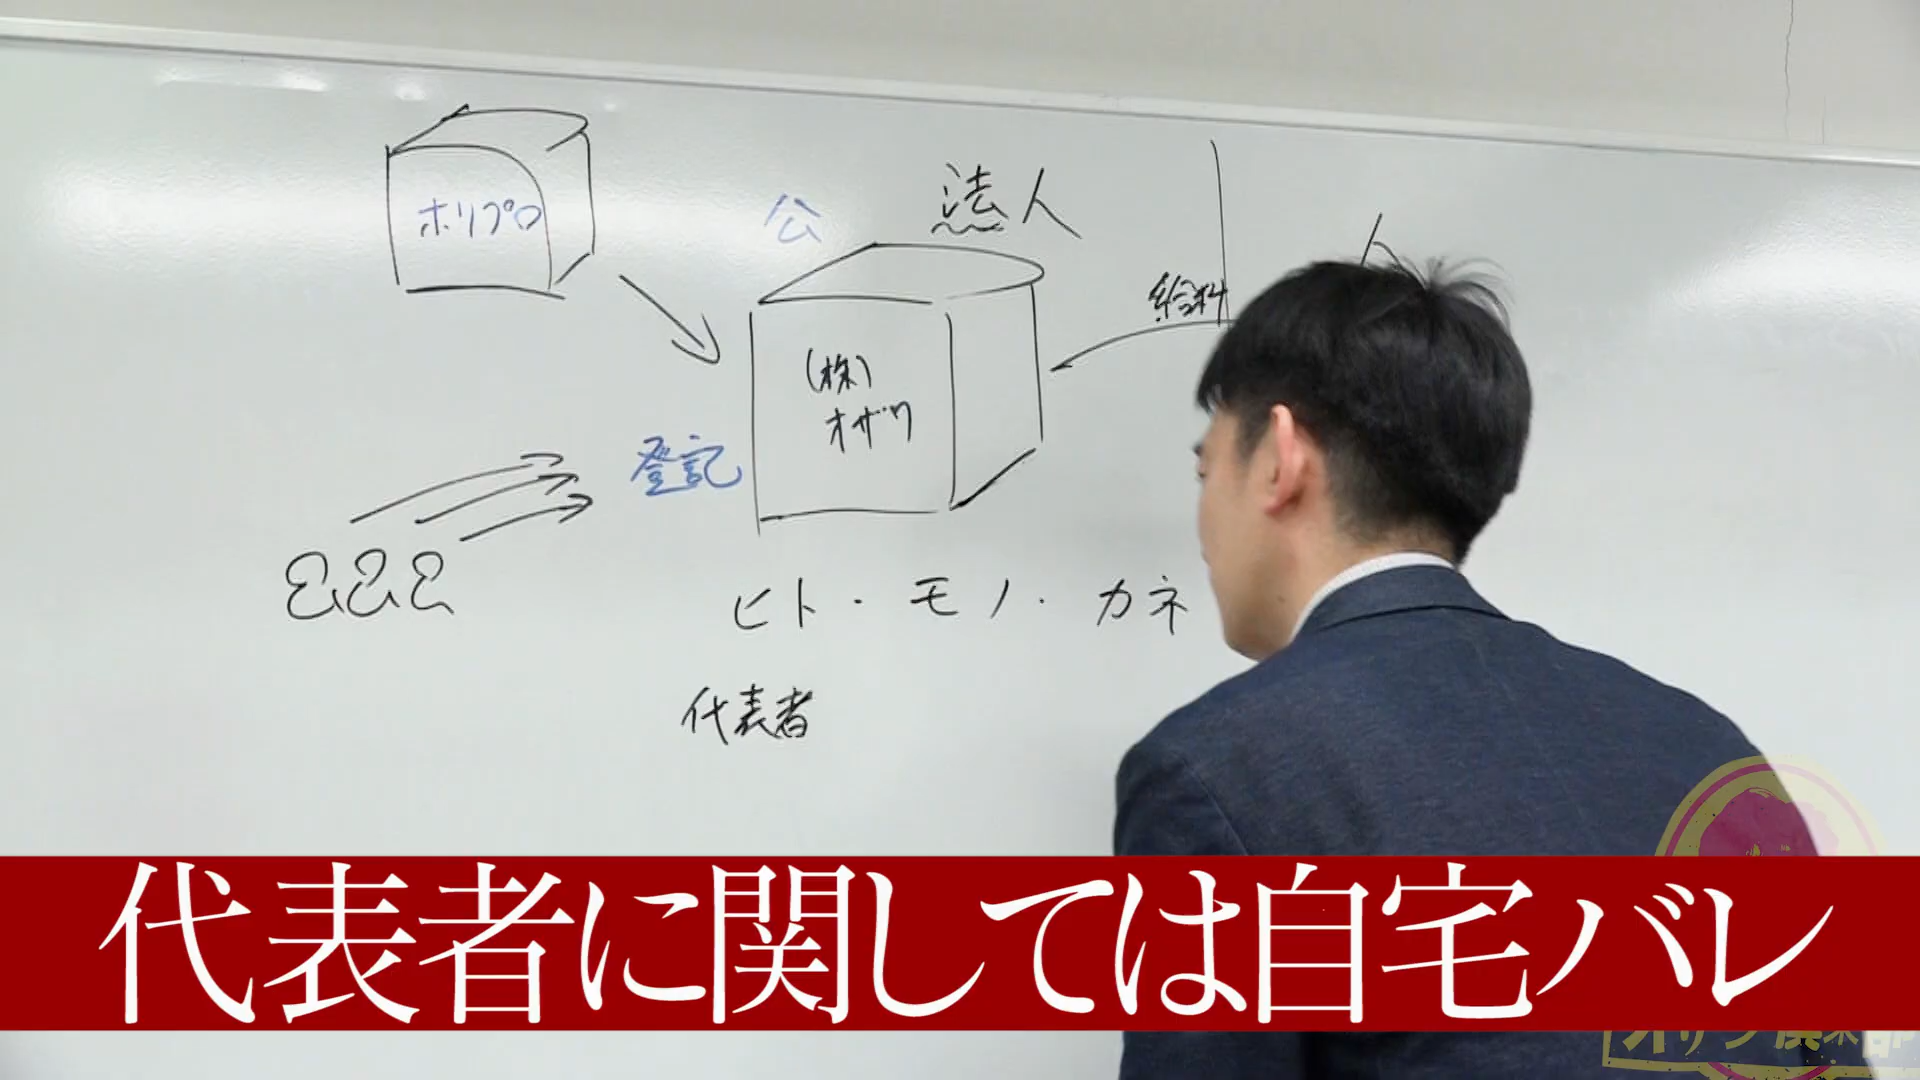 ホリプロ
公
法人
人
給料
(株)
オザワ
登記
ヒト・モノ・カネ
代表者
代表者に関しては自宅バレ